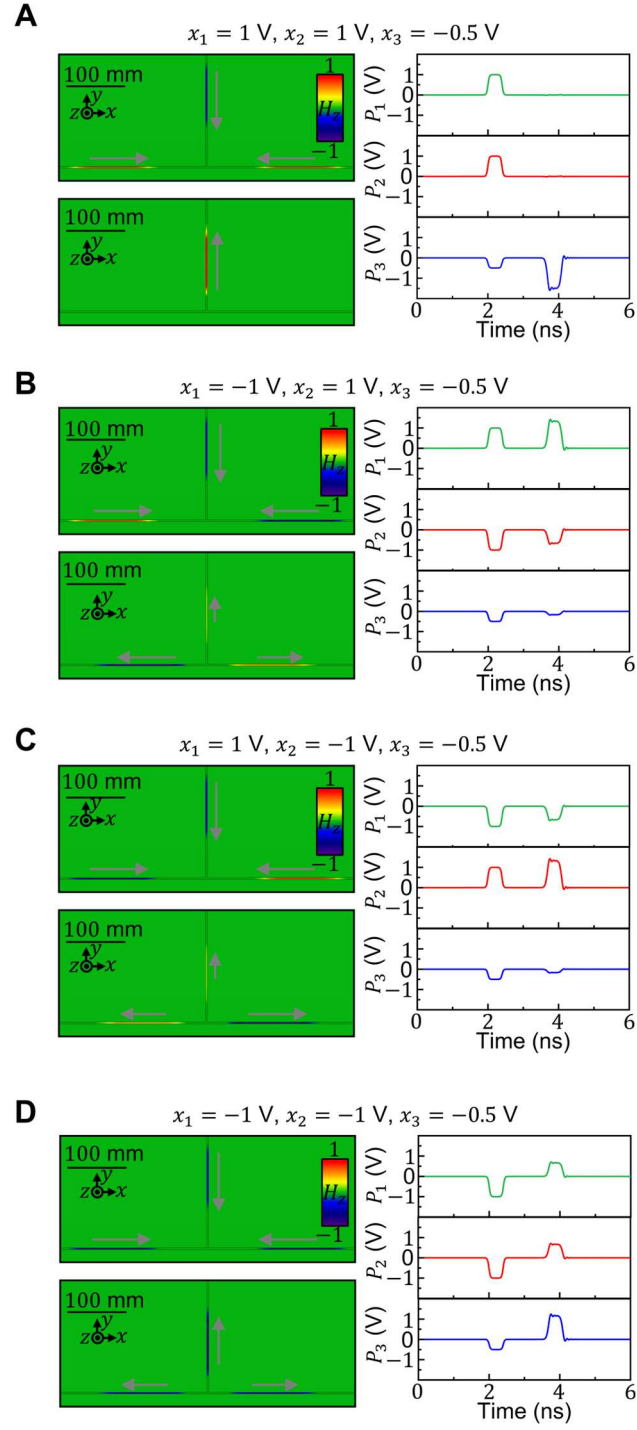 A
x₁ = 1 V, x₂ = 1 V, x₃ = −0.5 V
100 mm
y
z x
1
H_z
−1
100 mm
y
z x
P₁ (V)
1
0
−1
P₂ (V)
1
0
−1
P₃ (V)
1
0
−1
0 2 4 6
Time (ns)
B
x₁ = −1 V, x₂ = 1 V, x₃ = −0.5 V
100 mm
y
z x
1
H_z
−1
100 mm
y
z x
P₁ (V)
1
0
−1
P₂ (V)
1
0
−1
P₃ (V)
1
0
−1
0 2 4 6
Time (ns)
C
x₁ = 1 V, x₂ = −1 V, x₃ = −0.5 V
100 mm
y
z x
1
H_z
−1
100 mm
y
z x
P₁ (V)
1
0
−1
P₂ (V)
1
0
−1
P₃ (V)
1
0
−1
0 2 4 6
Time (ns)
D
x₁ = −1 V, x₂ = −1 V, x₃ = −0.5 V
100 mm
y
z x
1
H_z
−1
100 mm
y
z x
P₁ (V)
1
0
−1
P₂ (V)
1
0
−1
P₃ (V)
1
0
−1
0 2 4 6
Time (ns)